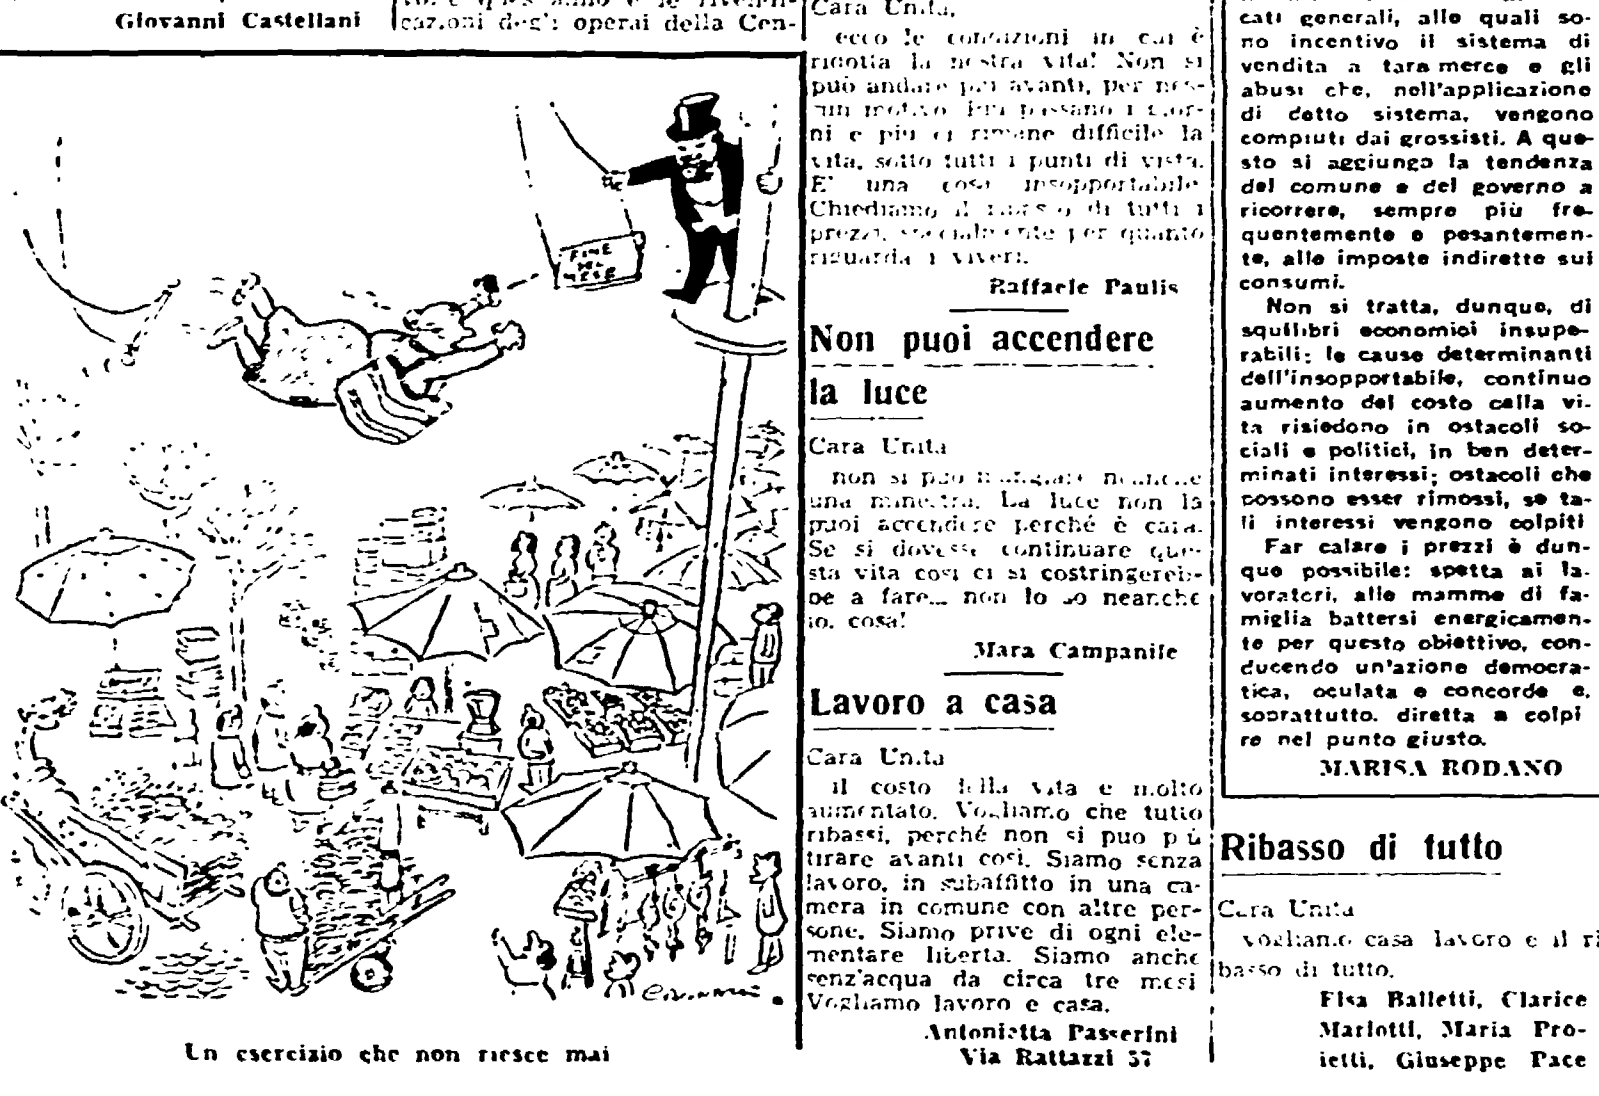 Giovanni Castellani
cazioni degli operai della Cen-
FINE
DEL
MESE
Un esercizio che non riesce mai
Cara Unità,
ecco le condizioni in cui è
ridotta la nostra vita! Non si
può andare più avanti, per nes-
sun motivo. Più passano i gior-
ni e più ci rimane difficile la
vita, sotto tutti i punti di vista.
E' una cosa insopportabile
Chiediamo il ribasso di tutti i
prezzi, specialmente per quanto
riguarda i viveri.
Raffaele Paulis
Non puoi accendere
la luce
Cara Unità
non si può mangiare neanche
una minestra. La luce non la
puoi accendere perché è cara.
Se si dovesse continuare que-
sta vita così ci si costringereb-
be a fare... non lo so neanche
io, cosa!
Mara Campanile
Lavoro a casa
Cara Unità
il costo della vita e molto
aumentato. Vogliamo che tutto
ribassi, perché non si puo più
tirare avanti così. Siamo senza
lavoro, in subaffitto in una ca-
mera in comune con altre per-
sone. Siamo prive di ogni ele-
mentare libertà. Siamo anche
senz'acqua da circa tre mesi
Vogliamo lavoro e casa.
Antonietta Passerini
Via Rattazzi 57
cati generali, alle quali so-
no incentivo il sistema di
vendita a tara merce e gli
abusi che, nell'applicazione
di detto sistema, vengono
compiuti dai grossisti. A que-
sto si aggiunga la tendenza
del comune e del governo a
ricorrere, sempre più fre-
quentemente e pesantemen-
te, alle imposte indirette sui
consumi.
Non si tratta, dunque, di
squilibri economici insupe-
rabili: le cause determinanti
dell'insopportabile, continuo
aumento del costo della vi-
ta risiedono in ostacoli so-
ciali e politici, in ben deter-
minati interessi; ostacoli che
possono esser rimossi, se ta-
li interessi vengono colpiti
Far calare i prezzi è dun-
que possibile: spetta ai la-
voratori, alle mamme di fa-
miglia battersi energicamen-
te per questo obiettivo, con-
ducendo un'azione democra-
tica, oculata e concorde e,
soprattutto, diretta a colpi
re nel punto giusto.
MARISA RODANO
Ribasso di tutto
Cara Unità
vogliamo casa lavoro e il ri
basso di tutto.
Elsa Balletti, Clarice
Mariotti, Maria Pro-
ietti, Giuseppe Pace